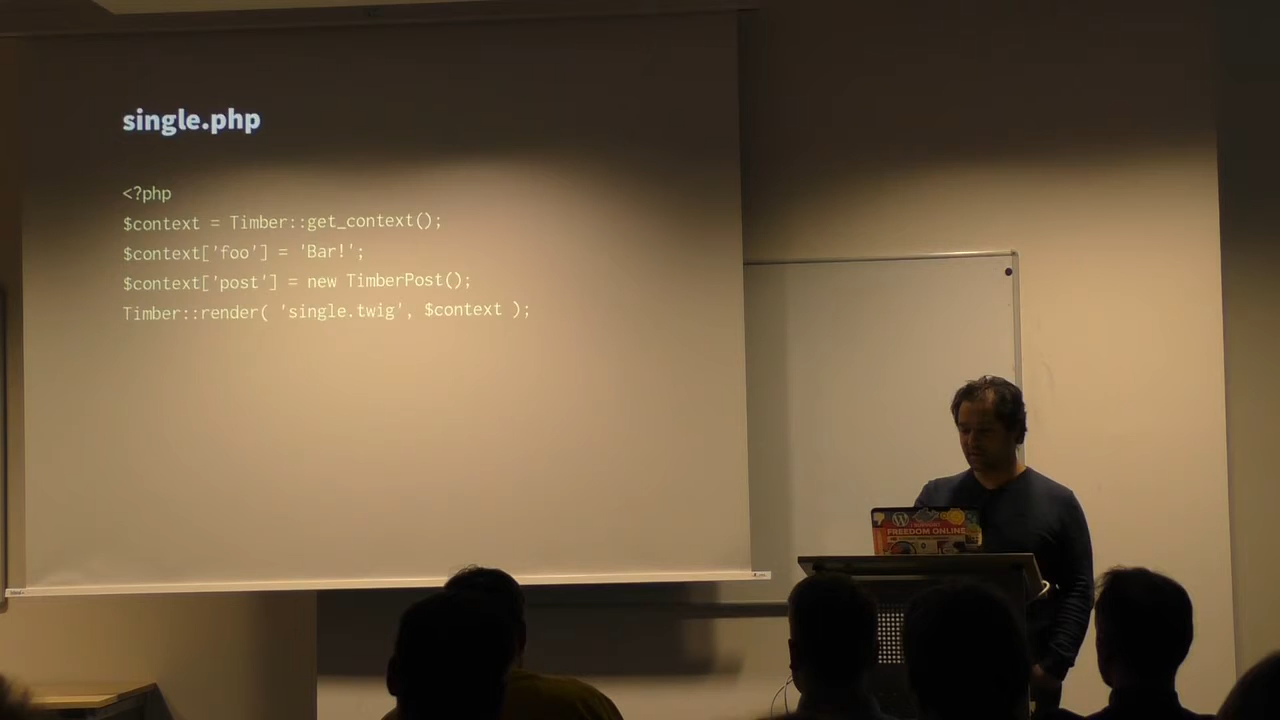 single.php
<?php
$context = Timber::get_context();
$context['foo'] = 'Bar!';
$context['post'] = new TimberPost();
Timber::render( 'single.twig', $context );
FREEDOM ONLINE